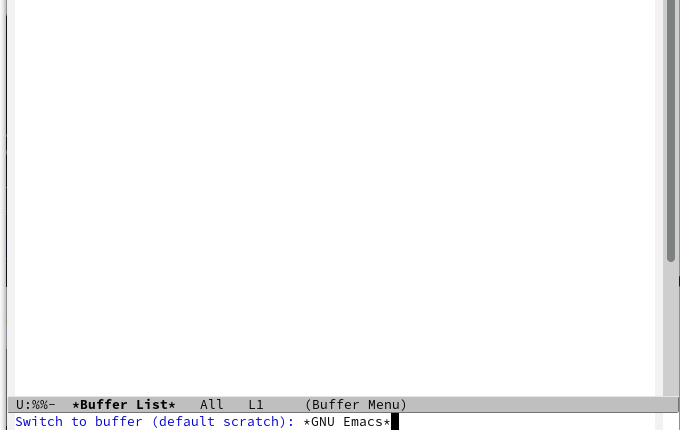 U:%%-  *Buffer List*   All   L1     (Buffer Menu)
Switch to buffer (default scratch): *GNU Emacs*